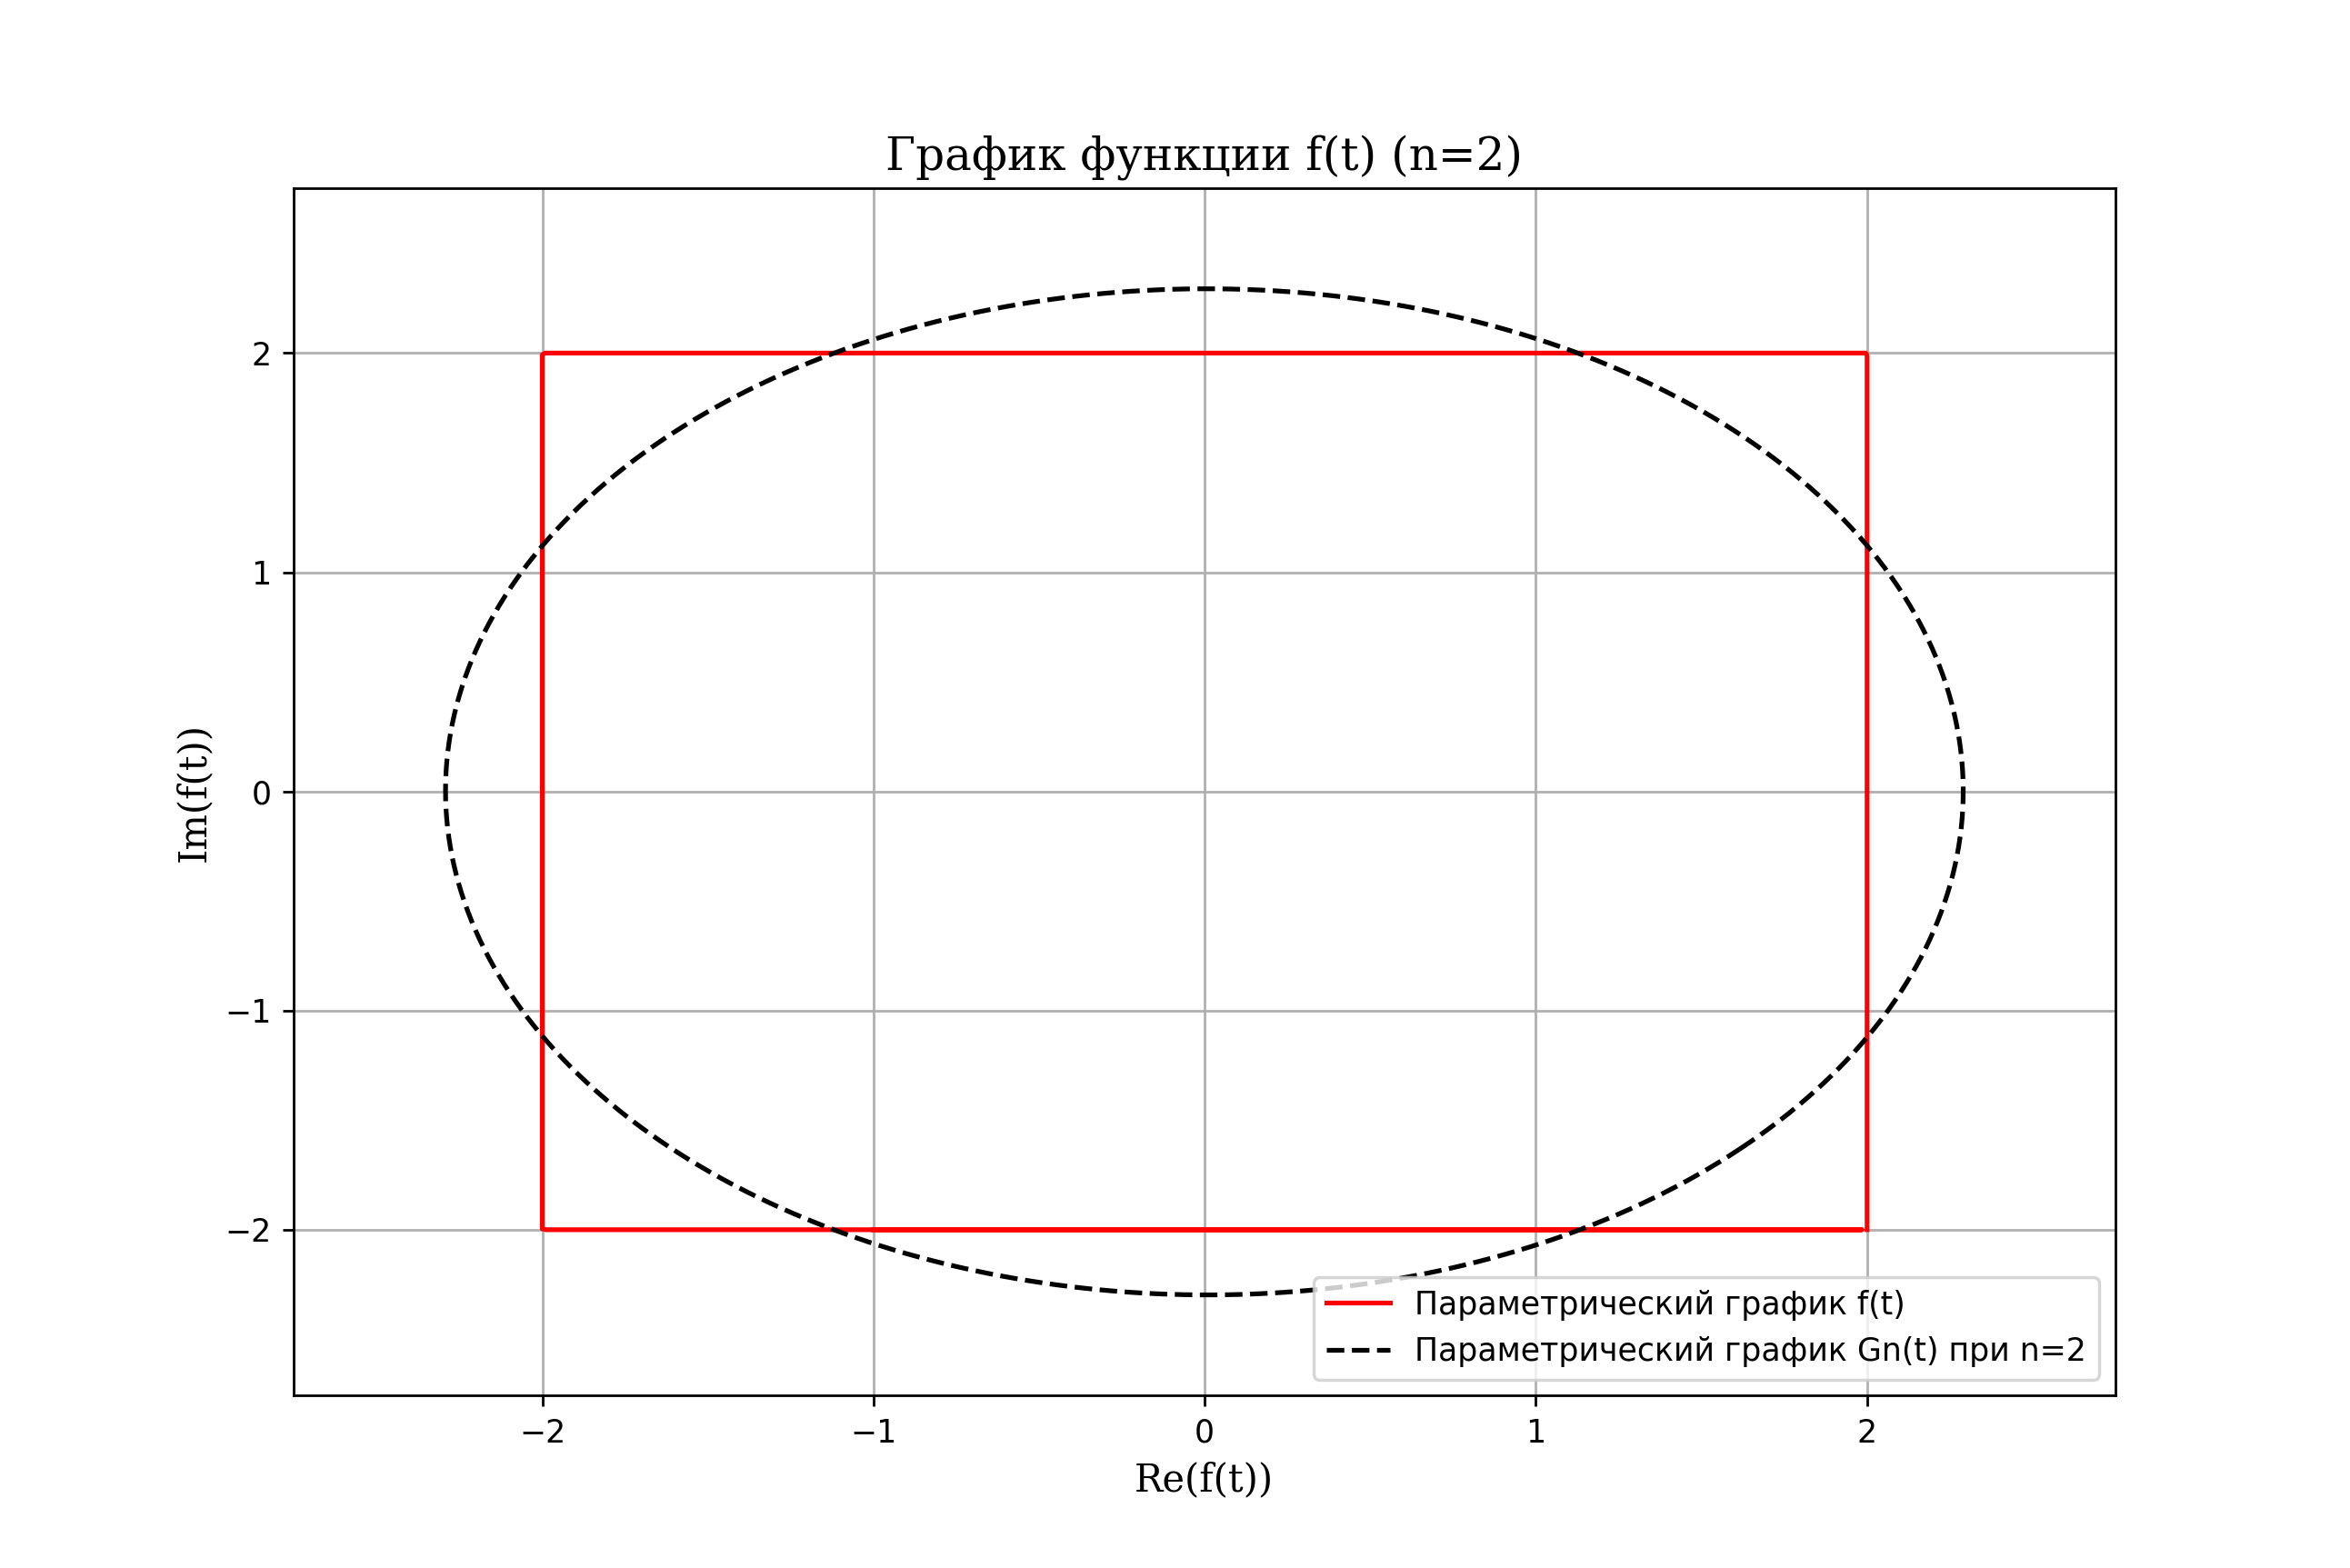 График функции f(t) (n=2)
Im(f(t))
2
1
0
−1
−2
−2 −1 0 1 2
Re(f(t))
Параметрический график f(t)
Параметрический график Gn(t) при n=2